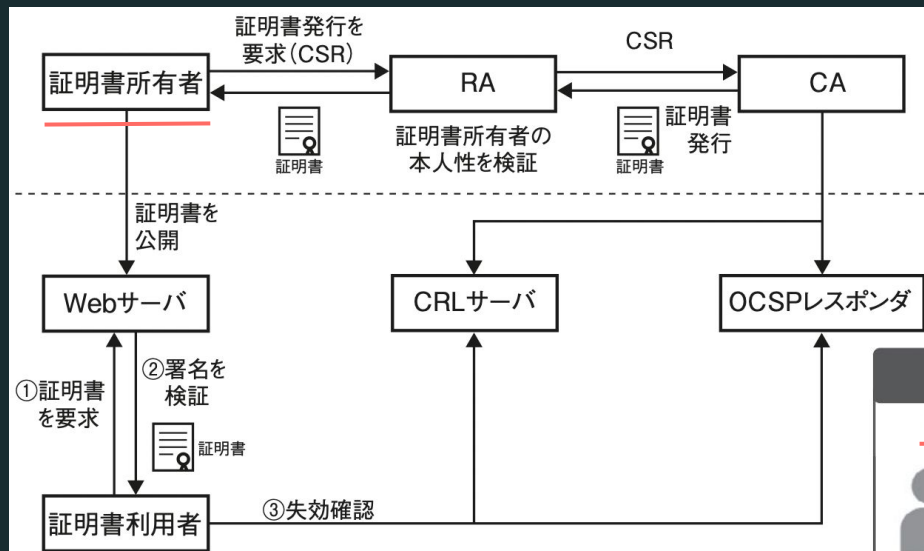 証明書発行を
要求(CSR)
CSR
証明書所有者
RA
CA
証明書
証明書所有者の
本人性を検証
証明書
証明書
発行
証明書を
公開
Webサーバ
CRLサーバ
OCSPレスポンダ
①証明書
を要求
②署名を
検証
証明書
証明書利用者
③失効確認